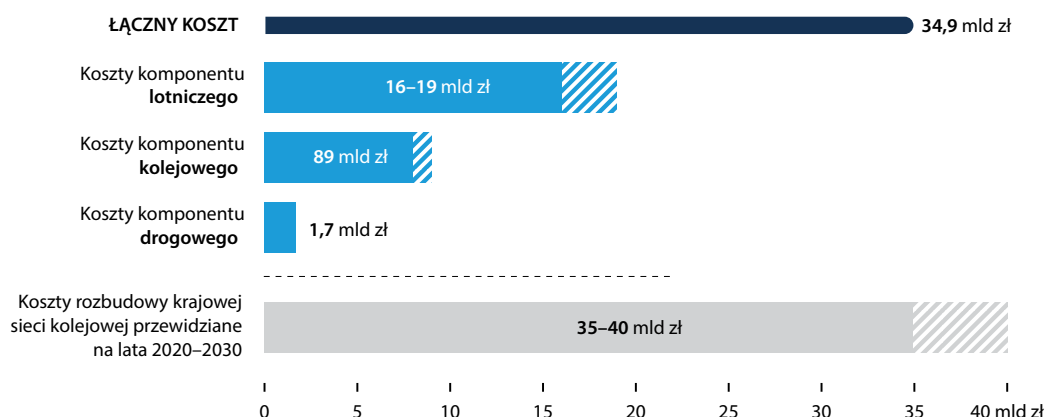 ŁĄCZNY KOSZT
34,9 mld zł
Koszty komponentu
lotniczego
16–19 mld zł
Koszty komponentu
kolejowego
89 mld zł
Koszty komponentu
drogowego
1,7 mld zł
Koszty rozbudowy krajowej
sieci kolejowej przewidziane
na lata 2020–2030
35–40 mld zł
0 5 10 15 20 25 30 35 40 mld zł